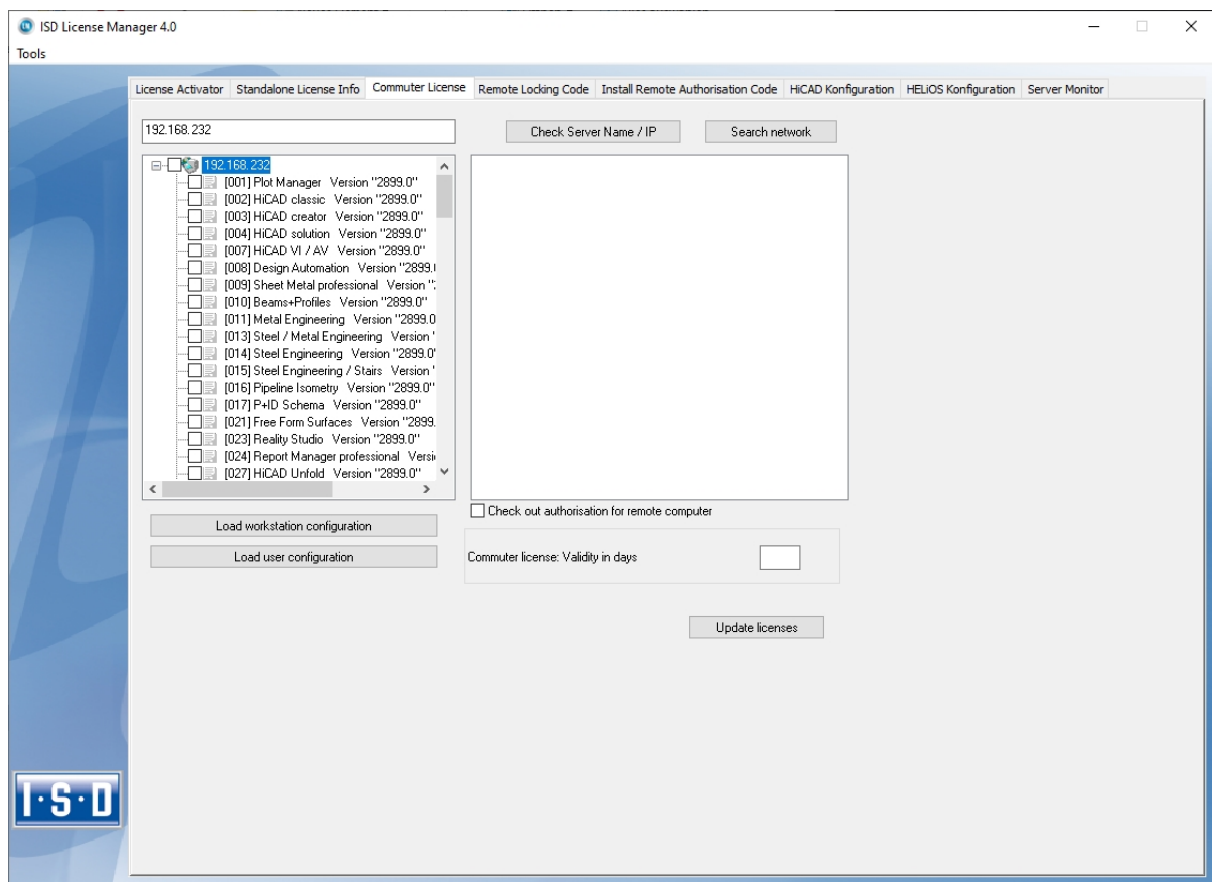 ISD License Manager 4.0
Tools
License Activator Standalone License Info Commuter License Remote Locking Code Install Remote Authorisation Code HiCAD Konfiguration HELiOS Konfiguration Server Monitor
192.168.232 Check Server Name / IP Search network
192.168.232
[001] Plot Manager Version "2899.0"
[002] HiCAD classic Version "2899.0"
[003] HiCAD creator Version "2899.0"
[004] HiCAD solution Version "2899.0"
[007] HiCAD VI / AV Version "2899.0"
[008] Design Automation Version "2899.
[009] Sheet Metal professional Version "
[010] Beams+Profiles Version "2899.0"
[011] Metal Engineering Version "2899.0
[013] Steel / Metal Engineering Version "
[014] Steel Engineering Version "2899.0"
[015] Steel Engineering / Stairs Version "
[016] Pipeline Isometry Version "2899.0"
[017] P+ID Schema Version "2899.0"
[021] Free Form Surfaces Version "2899.
[023] Reality Studio Version "2899.0"
[024] Report Manager professional Versi
[027] HiCAD Unfold Version "2899.0"
Check out authorisation for remote computer
Load workstation configuration
Load user configuration
Commuter license: Validity in days
Update licenses
I·S·D